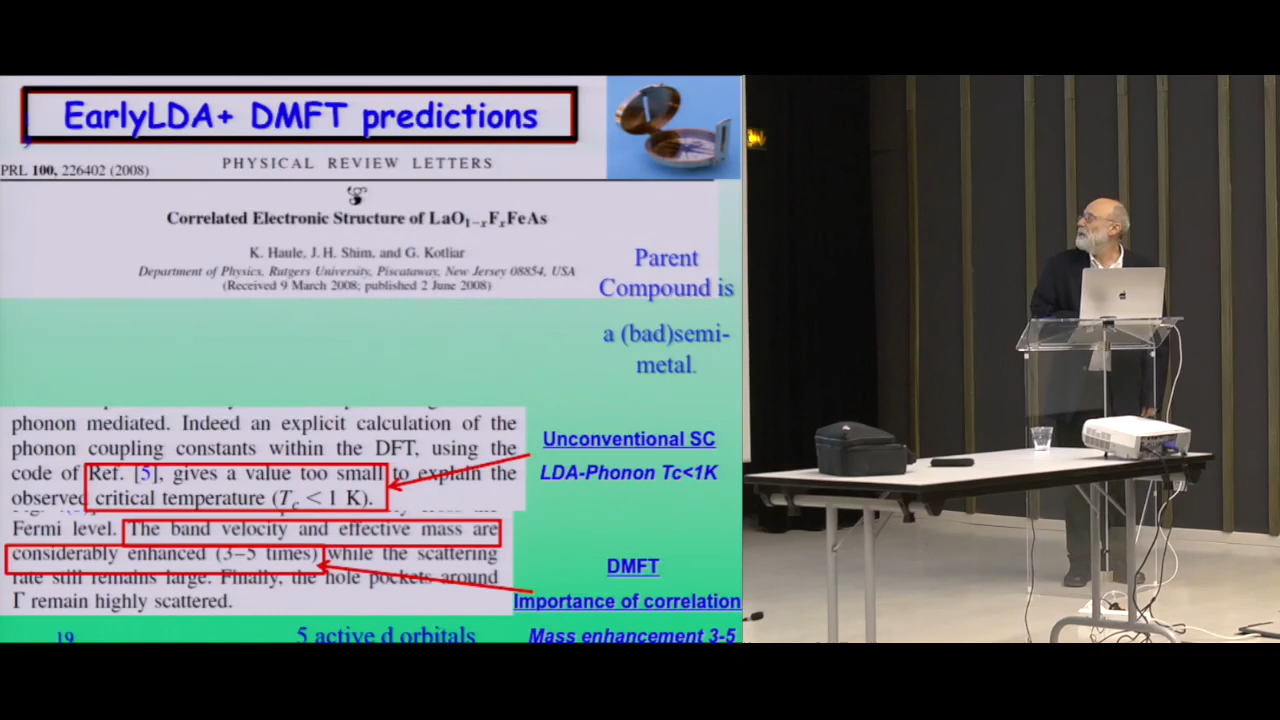 EarlyLDA+ DMFT predictions
PRL 100, 226402 (2008)
PHYSICAL REVIEW LETTERS
Correlated Electronic Structure of LaO1−xFxFeAs
K. Haule, J. H. Shim, and G. Kotliar
Department of Physics, Rutgers University, Piscataway, New Jersey 08854, USA
(Received 9 March 2008; published 2 June 2008)
Parent
Compound is
a (bad)semi-
metal.
phonon mediated. Indeed an explicit calculation of the
phonon coupling constants within the DFT, using the
code of Ref. [5], gives a value too small to explain the
observed critical temperature (Tc < 1 K).
Unconventional SC
LDA-Phonon Tc<1K
Fermi level. The band velocity and effective mass are
considerably enhanced (3–5 times) while the scattering
rate still remains large. Finally, the hole pockets around
Γ remain highly scattered.
DMFT
Importance of correlation
Mass enhancement 3-5
19
5 active d orbitals